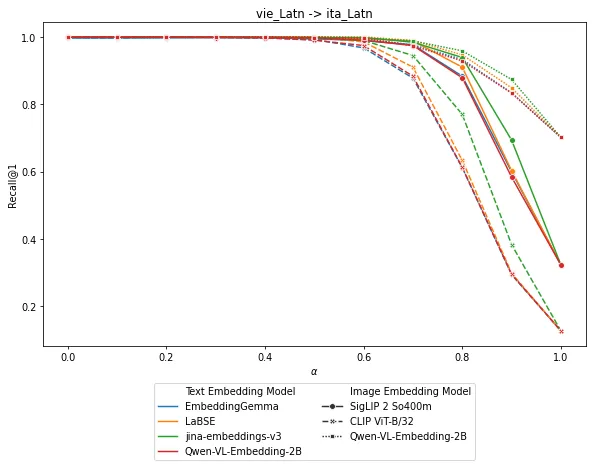 vie_Latn -> ita_Latn
Recall@1
1.0
0.8
0.6
0.4
0.2
0.0 0.2 0.4 0.6 0.8 1.0
α
Text Embedding Model
EmbeddingGemma
LaBSE
jina-embeddings-v3
Qwen-VL-Embedding-2B
Image Embedding Model
SigLIP 2 So400m
CLIP ViT-B/32
Qwen-VL-Embedding-2B